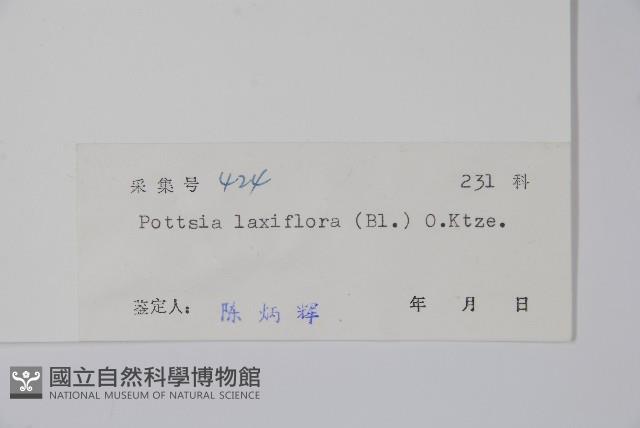 采集号 424 231 科
Pottsia laxiflora (Bl.) O.Ktze.
鉴定人: 陈炳辉 年 月 日
國立自然科學博物館
NATIONAL MUSEUM OF NATURAL SCIENCE